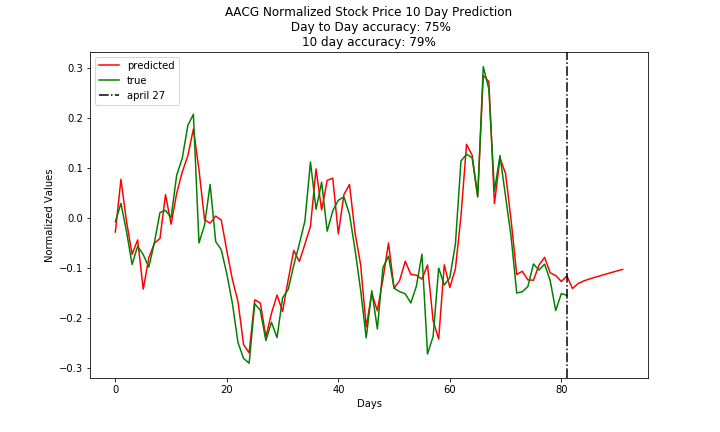 AACG Normalized Stock Price 10 Day Prediction
Day to Day accuracy: 75%
10 day accuracy: 79%
predicted
true
april 27
Normalized Values
0.3
0.2
0.1
0.0
−0.1
−0.2
−0.3
0 20 40 60 80
Days